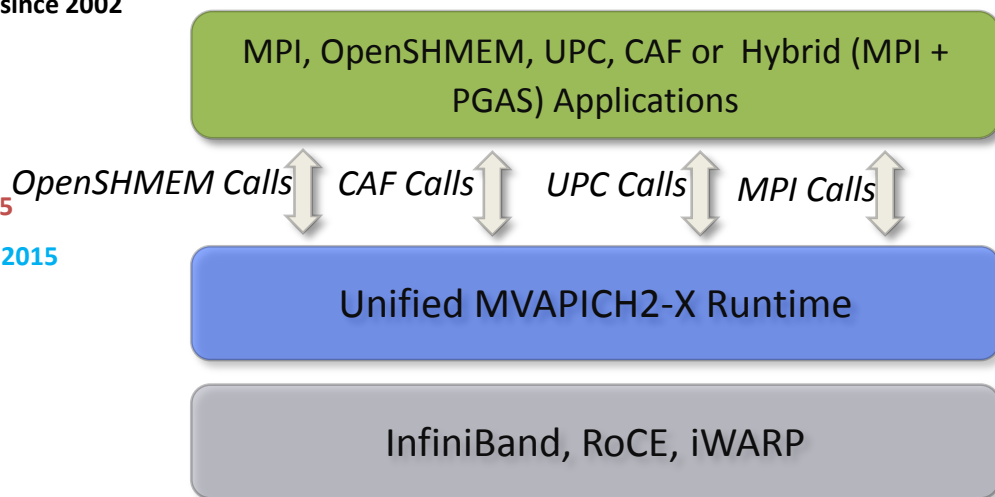 since 2002
MPI, OpenSHMEM, UPC, CAF or Hybrid (MPI +
PGAS) Applications
OpenSHMEM Calls CAF Calls UPC Calls MPI Calls
5
2015
Unified MVAPICH2-X Runtime
InfiniBand, RoCE, iWARP